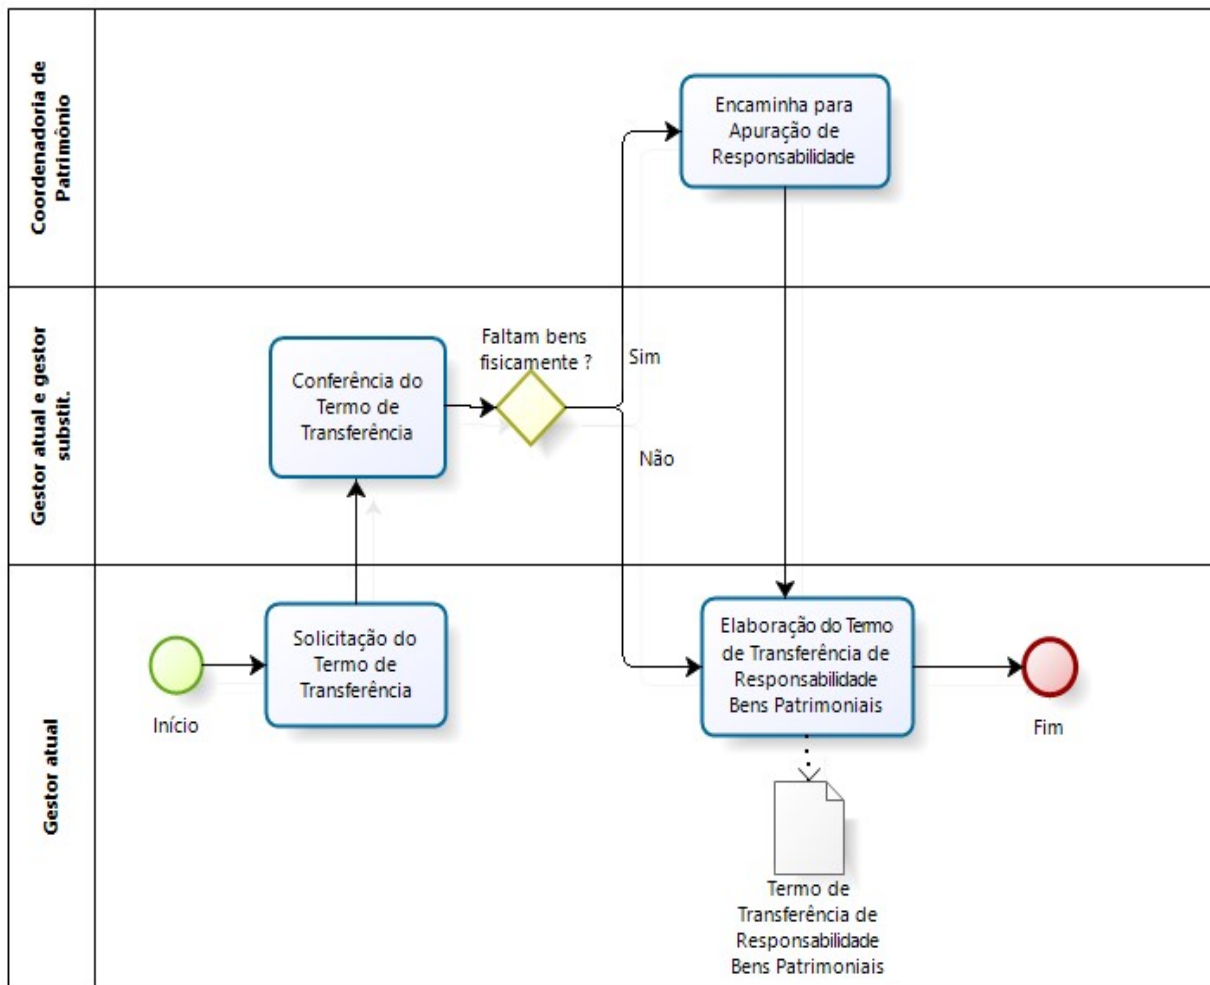 Coordenadoria de
Patrimônio
Encaminha para
Apuração de
Responsabilidade
Gestor atual e gestor
substit.
Conferência do
Termo de
Transferência
Faltam bens
fisicamente ?
Sim
Não
Gestor atual
Início
Solicitação do
Termo de
Transferência
Elaboração do Termo
de Transferência de
Responsabilidade
Bens Patrimoniais
Fim
Termo de
Transferência de
Responsabilidade
Bens Patrimoniais